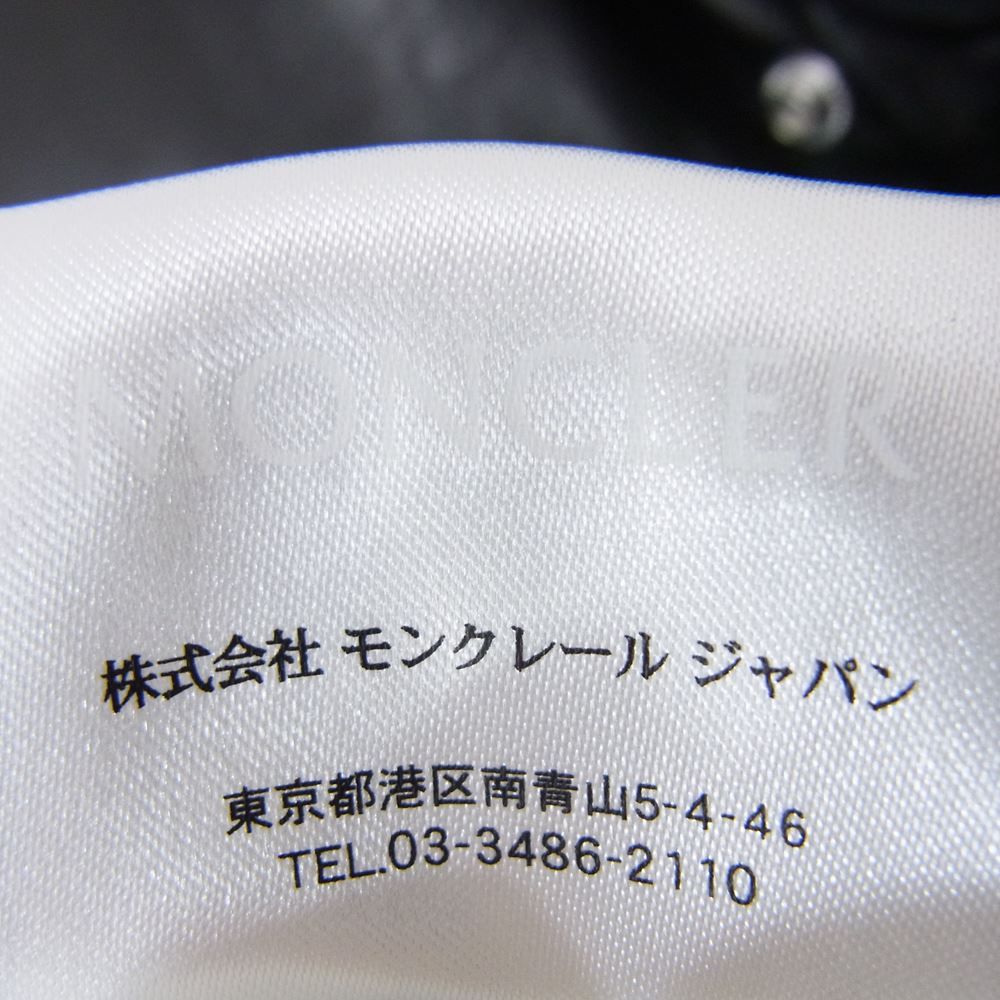 MONCLER
株式会社 モンクレール ジャパン
東京都港区南青山5-4-46
TEL.03-3486-2110